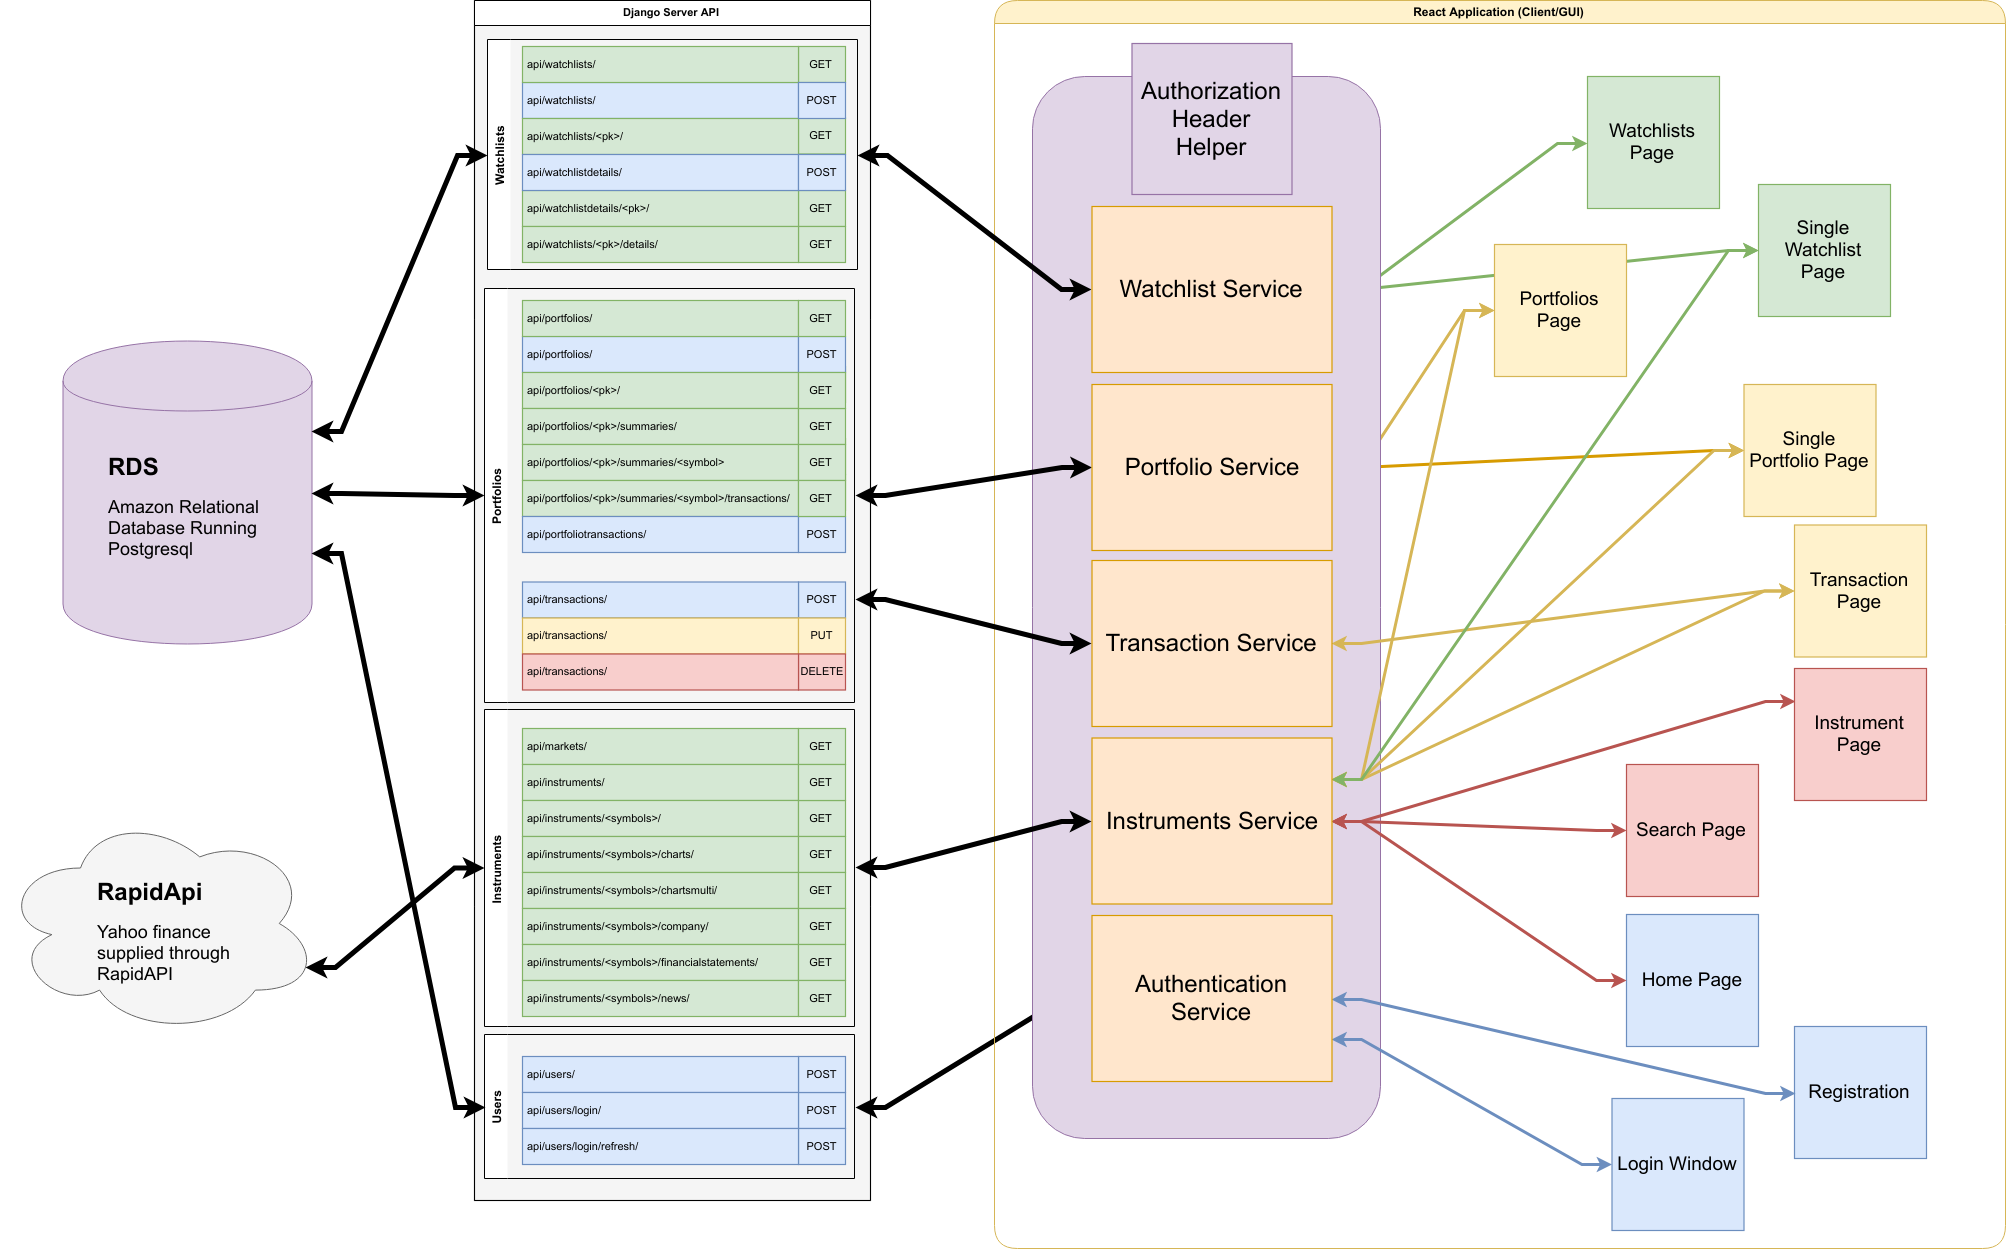 Django Server API
Watchlists
api/watchlists/ GET
api/watchlists/ POST
api/watchlists/<pk>/ GET
api/watchlistdetails/ POST
api/watchlistdetails/<pk>/ GET
api/watchlists/<pk>/details/ GET
Portfolios
api/portfolios/ GET
api/portfolios/ POST
api/portfolios/<pk>/ GET
api/portfolios/<pk>/summaries/ GET
api/portfolios/<pk>/summaries/<symbol> GET
api/portfolios/<pk>/summaries/<symbol>/transactions/ GET
api/portfoliotransactions/ POST
api/transactions/ POST
api/transactions/ PUT
api/transactions/ DELETE
Instruments
api/markets/ GET
api/instruments/ GET
api/instruments/<symbols>/ GET
api/instruments/<symbols>/charts/ GET
api/instruments/<symbols>/chartsmulti/ GET
api/instruments/<symbols>/company/ GET
api/instruments/<symbols>/financialstatements/ GET
api/instruments/<symbols>/news/ GET
Users
api/users/ POST
api/users/login/ POST
api/users/login/refresh/ POST
RDS
Amazon Relational
Database Running
Postgresql
RapidApi
Yahoo finance
supplied through
RapidAPI
React Application (Client/GUI)
Authorization
Header
Helper
Watchlist Service
Portfolio Service
Transaction Service
Instruments Service
Authentication
Service
Watchlists
Page
Single
Watchlist
Page
Portfolios
Page
Single
Portfolio Page
Transaction
Page
Instrument
Page
Search Page
Home Page
Registration
Login Window